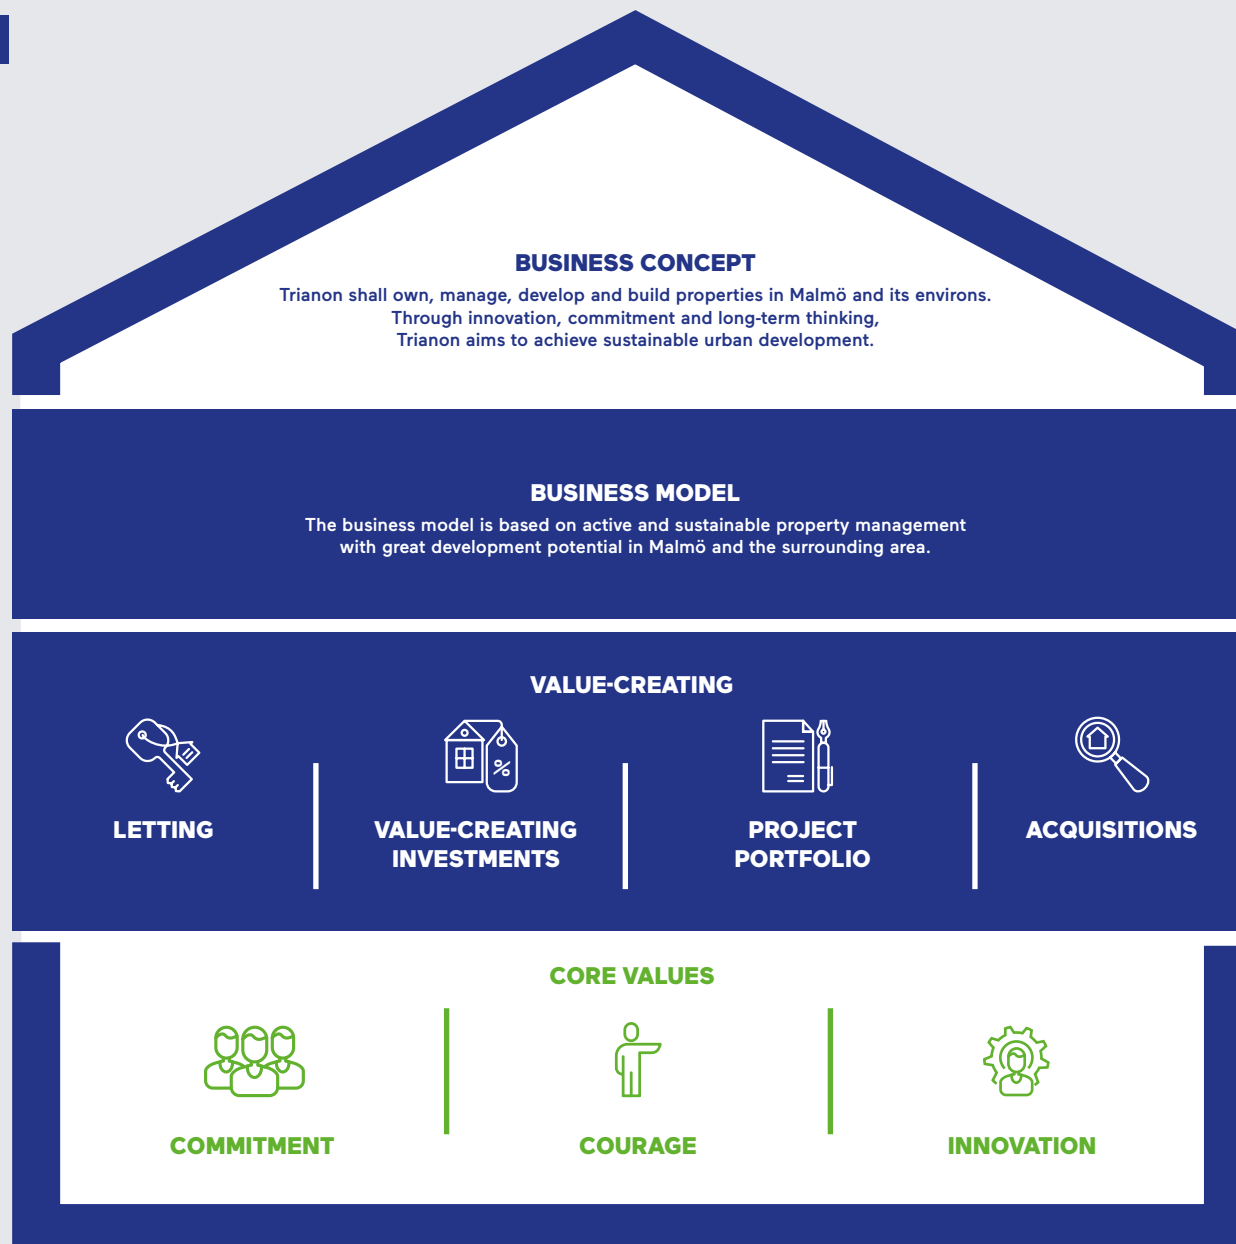 BUSINESS CONCEPT
Trianon shall own, manage, develop and build properties in Malmö and its environs.
Through innovation, commitment and long-term thinking,
Trianon aims to achieve sustainable urban development.
BUSINESS MODEL
The business model is based on active and sustainable property management
with great development potential in Malmö and the surrounding area.
VALUE-CREATING
LETTING
VALUE-CREATING
INVESTMENTS
PROJECT
PORTFOLIO
ACQUISITIONS
CORE VALUES
COMMITMENT
COURAGE
INNOVATION